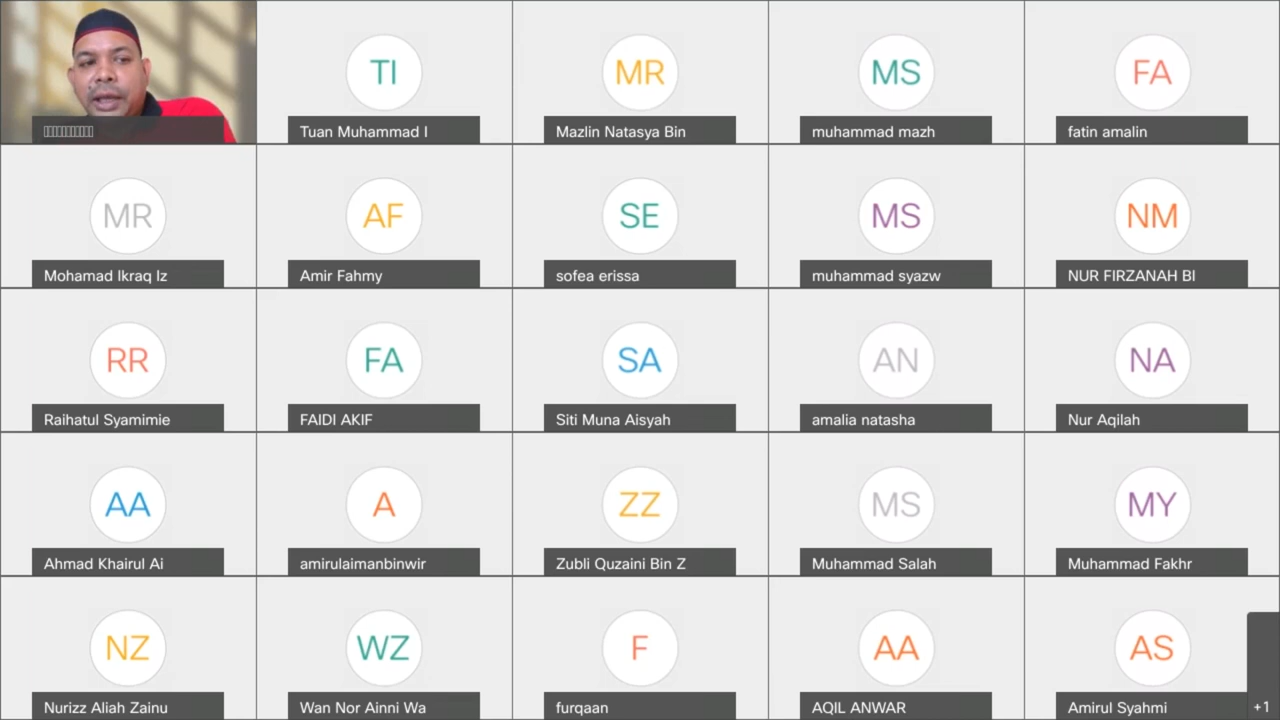 TI
MR
MS
FA
Tuan Muhammad I
Mazlin Natasya Bin
muhammad mazh
fatin amalin
MR
AF
SE
MS
NM
Mohamad Ikraq Iz
Amir Fahmy
sofea erissa
muhammad syazw
NUR FIRZANAH BI
RR
FA
SA
AN
NA
Raihatul Syamimie
FAIDI AKIF
Siti Muna Aisyah
amalia natasha
Nur Aqilah
AA
A
ZZ
MS
MY
Ahmad Khairul Ai
amirulaimanbinwir
Zubli Quzaini Bin Z
Muhammad Salah
Muhammad Fakhr
NZ
WZ
F
AA
AS
Nurizz Aliah Zainu
Wan Nor Ainni Wa
furqaan
AQIL ANWAR
Amirul Syahmi
+1